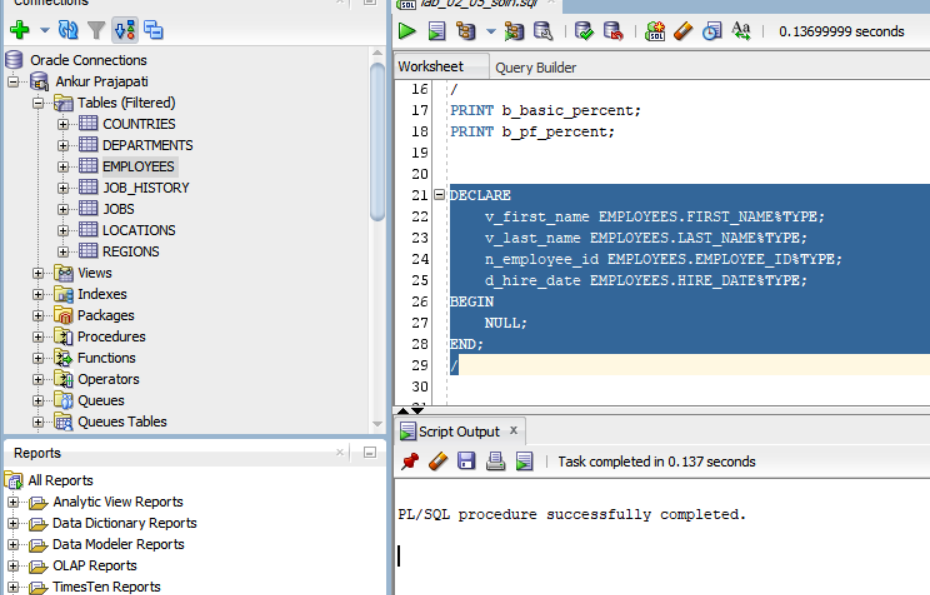 Connections
lab_02_03_soln.sql
0.13699999 seconds
Oracle Connections
Ankur Prajapati
Tables (Filtered)
COUNTRIES
DEPARTMENTS
EMPLOYEES
JOB_HISTORY
JOBS
LOCATIONS
REGIONS
Views
Indexes
Packages
Procedures
Functions
Operators
Queues
Queues Tables
Reports
All Reports
Analytic View Reports
Data Dictionary Reports
Data Modeler Reports
OLAP Reports
TimesTen Reports
Worksheet Query Builder
16 /
17 PRINT b_basic_percent;
18 PRINT b_pf_percent;
19
20
21 DECLARE
22 v_first_name EMPLOYEES.FIRST_NAME%TYPE;
23 v_last_name EMPLOYEES.LAST_NAME%TYPE;
24 n_employee_id EMPLOYEES.EMPLOYEE_ID%TYPE;
25 d_hire_date EMPLOYEES.HIRE_DATE%TYPE;
26 BEGIN
27 NULL;
28 END;
29 /
30
Script Output x
Task completed in 0.137 seconds
PL/SQL procedure successfully completed.